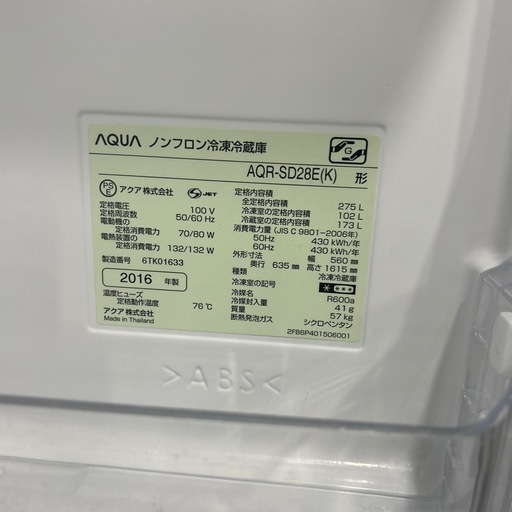 AQUA ノンフロン冷凍冷蔵庫
AQR-SD28E(K) 形
PS E アクア株式会社 S JET
定格電圧 100 V
定格周波数 50/60 Hz
電動機の
定格消費電力 70/80 W
電熱装置の
定格消費電力 132/132 W
製造番号 6TK01633
2016 年製
温度ヒューズ
定格動作温度 76℃
アクア株式会社
Made in Thailand
定格内容積
全定格内容積 275 L
冷凍室の定格内容積 102 L
冷蔵室の定格内容積 173 L
消費電力量 (JIS C 9801-2006年)
50Hz 430 kWh/年
60Hz 430 kWh/年
外形寸法 幅 560 mm
奥行 635 mm 高さ 1615 mm
種類 冷凍冷蔵庫
冷凍室の記号
冷媒名 R600a
冷媒封入量 41g
質量 57 kg
断熱発泡ガス シクロペンタン
2FB6P401506001
G
>ABS<